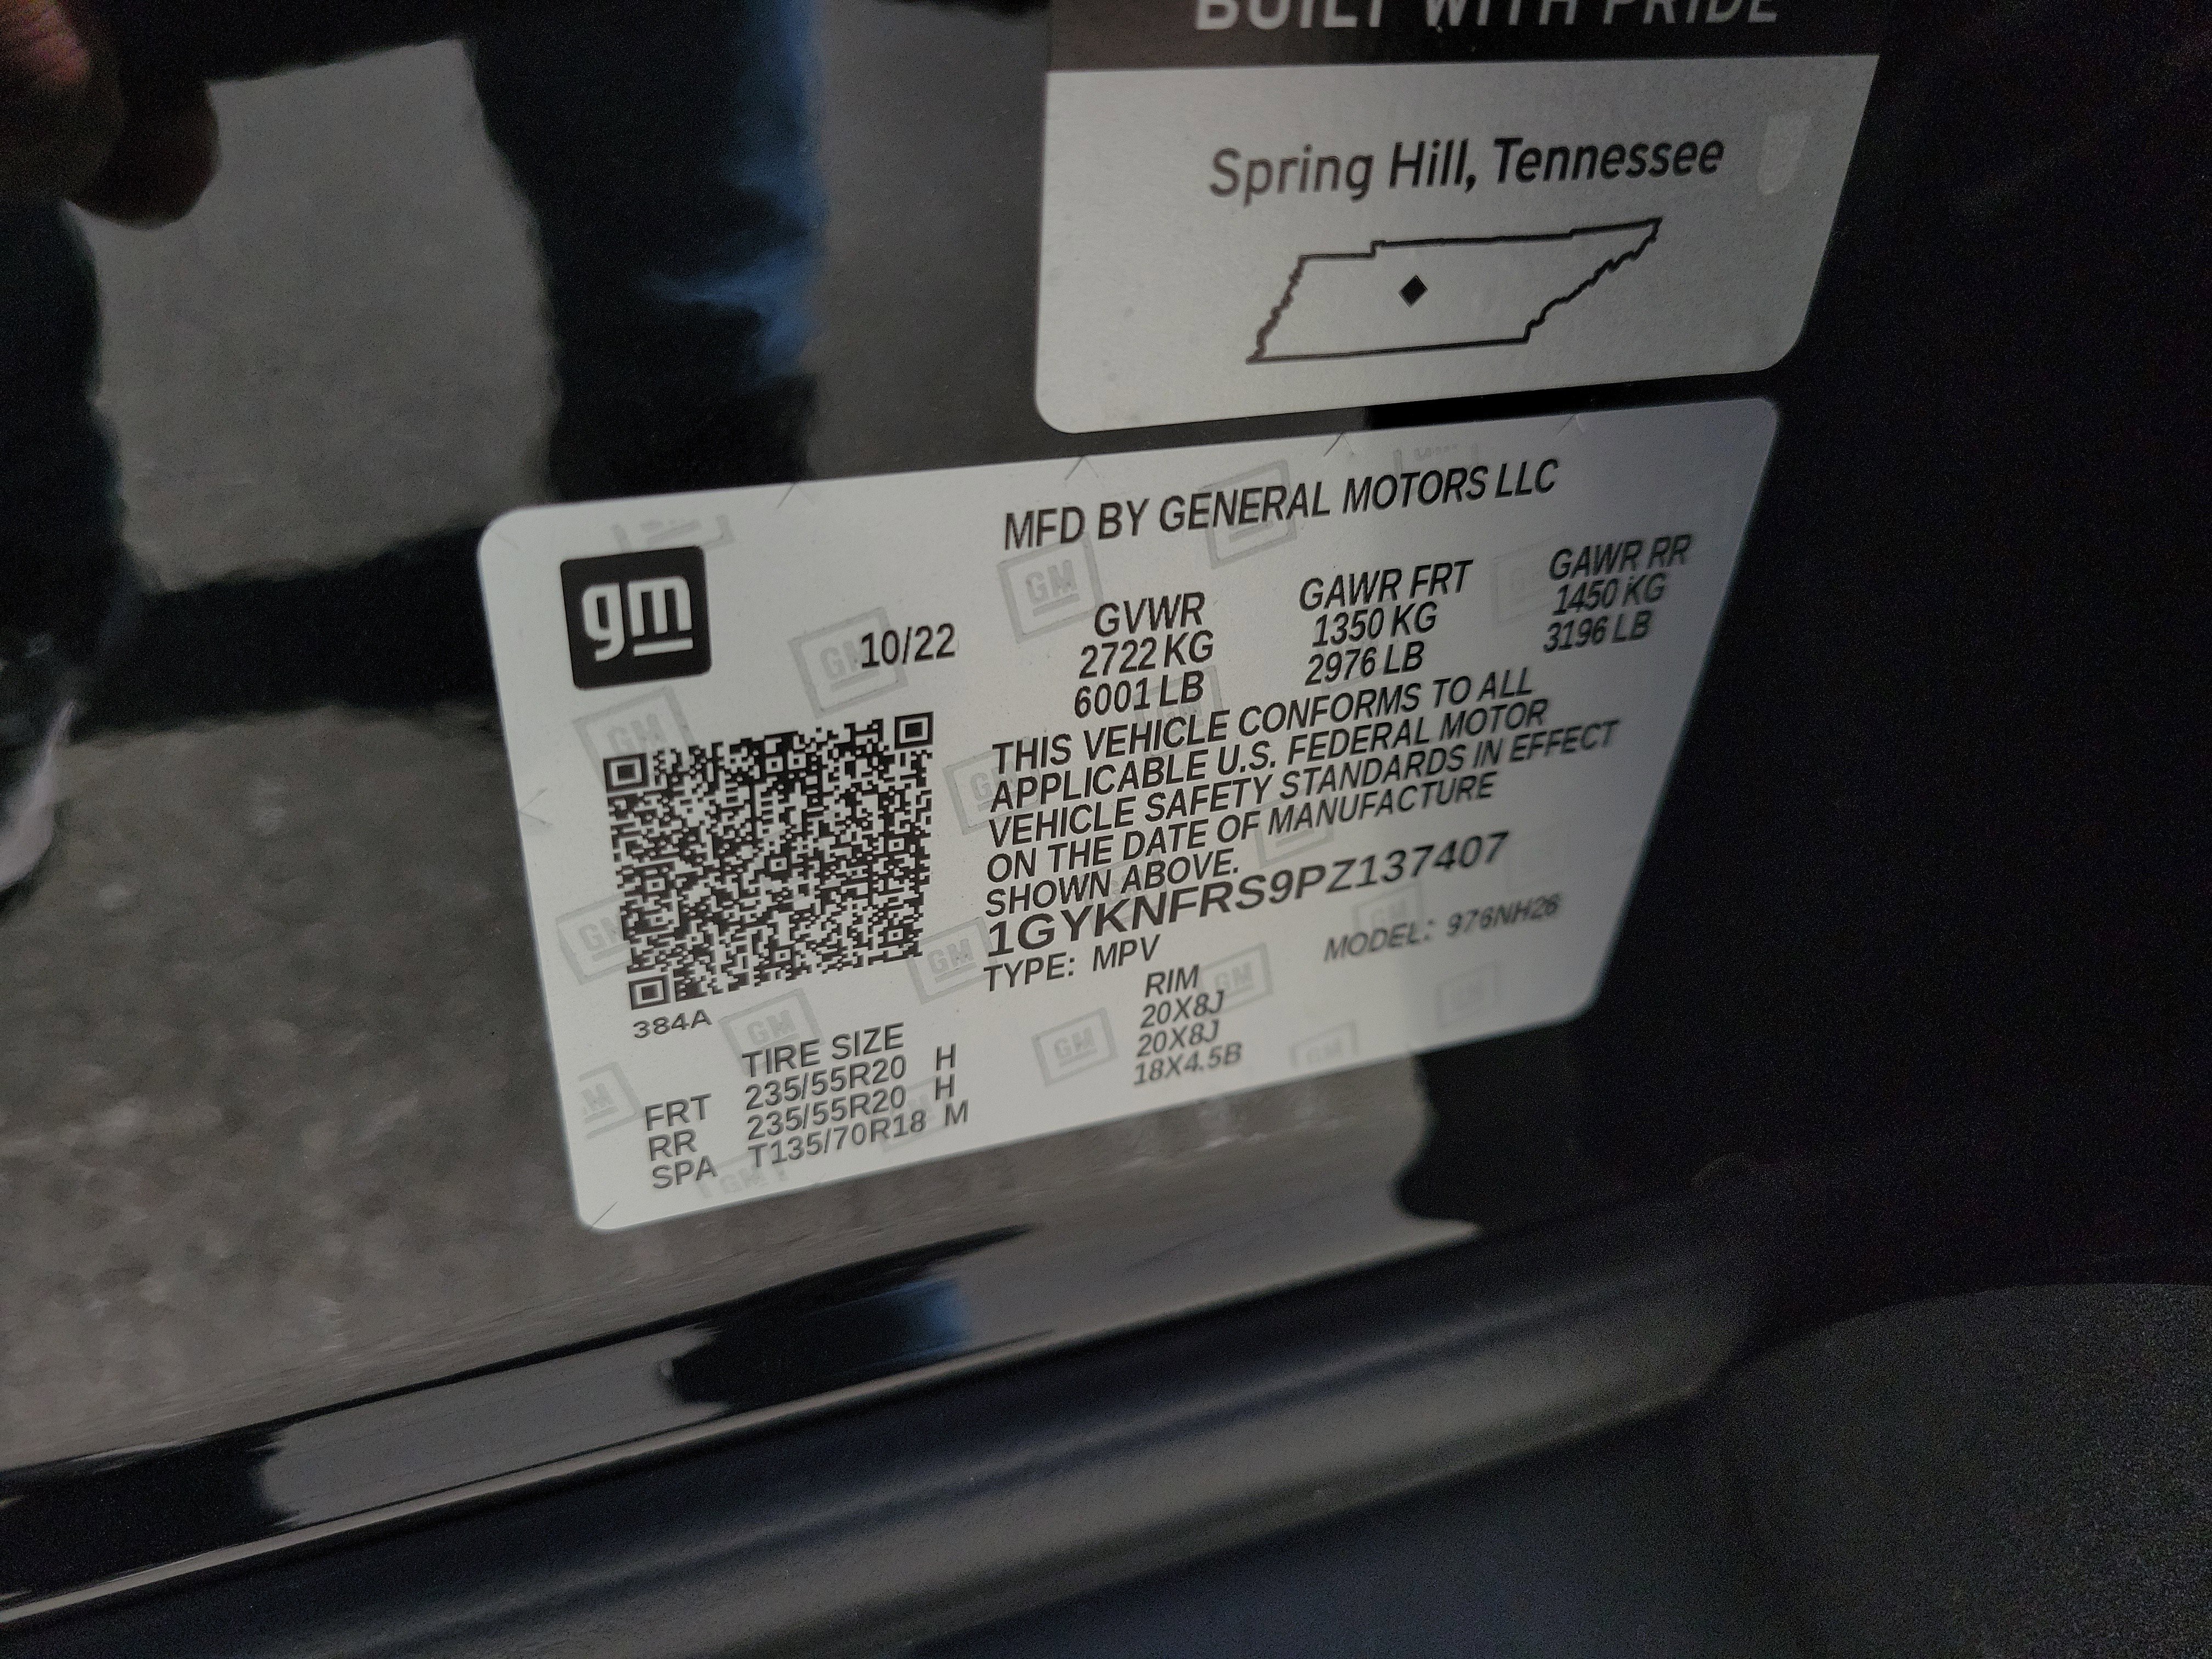 BUILT WITH PRIDE
Spring Hill, Tennessee
MFD BY GENERAL MOTORS LLC
gm
10/22
GVWR
2722 KG
6001 LB
GAWR FRT
1350 KG
2976 LB
GAWR RR
1450 KG
3196 LB
THIS VEHICLE CONFORMS TO ALL
APPLICABLE U.S. FEDERAL MOTOR
VEHICLE SAFETY STANDARDS IN EFFECT
ON THE DATE OF MANUFACTURE
SHOWN ABOVE.
1GYKNFRS9PZ137407
TYPE: MPV MODEL: 976NH26
384A
TIRE SIZE RIM
FRT 235/55R20 H 20X8J
RR 235/55R20 H 20X8J
SPA T135/70R18 M 18X4.5B